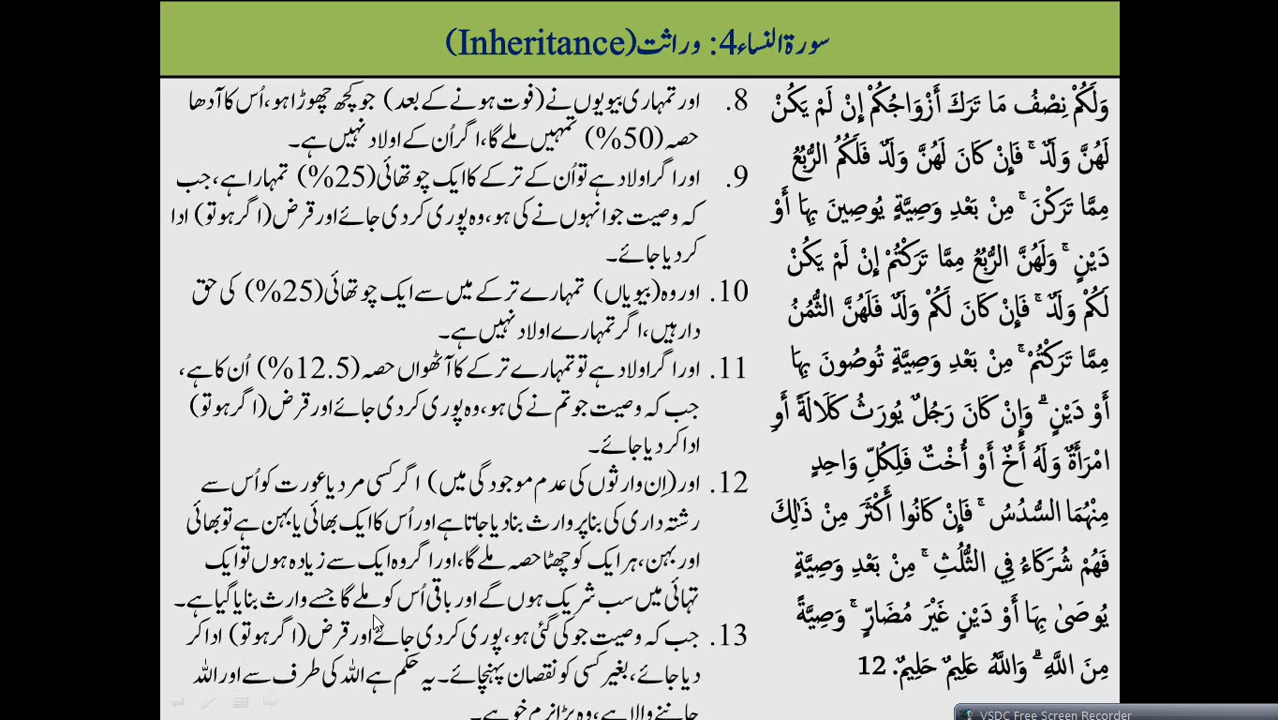 سورۃ النساء4: وراثت(Inheritance)
وَلَكُمْ نِصْفُ مَا تَرَكَ أَزْوَاجُكُمْ إِنْ لَمْ يَكُنْ
لَهُنَّ وَلَدٌ ۚ فَإِنْ كَانَ لَهُنَّ وَلَدٌ فَلَكُمُ الرُّبُعُ
مِمَّا تَرَكْنَ ۚ مِنْ بَعْدِ وَصِيَّةٍ يُوصِينَ بِهَا أَوْ
دَيْنٍ ۚ وَلَهُنَّ الرُّبُعُ مِمَّا تَرَكْتُمْ إِنْ لَمْ يَكُنْ
لَكُمْ وَلَدٌ ۚ فَإِنْ كَانَ لَكُمْ وَلَدٌ فَلَهُنَّ الثُّمُنُ
مِمَّا تَرَكْتُمْ ۚ مِنْ بَعْدِ وَصِيَّةٍ تُوصُونَ بِهَا
أَوْ دَيْنٍ ۗ وَإِنْ كَانَ رَجُلٌ يُورَثُ كَلَالَةً أَوِ
امْرَأَةٌ وَلَهُ أَخٌ أَوْ أُخْتٌ فَلِكُلِّ وَاحِدٍ
مِنْهُمَا السُّدُسُ ۚ فَإِنْ كَانُوا أَكْثَرَ مِنْ ذَٰلِكَ
فَهُمْ شُرَكَاءُ فِي الثُّلُثِ ۚ مِنْ بَعْدِ وَصِيَّةٍ
يُوصَىٰ بِهَا أَوْ دَيْنٍ غَيْرَ مُضَارٍّ ۚ وَصِيَّةً
مِنَ اللَّهِ ۗ وَاللَّهُ عَلِيمٌ حَلِيمٌ. 12
8. اور تمہاری بیویوں نے (فوت ہونے کے بعد) جو کچھ چھوڑا ہو، اُس کا آدھا
حصہ (50%) تمہیں ملے گا، اگر اُن کے اولاد نہیں ہے۔
9. اور اگر اولاد ہے تو اُن کے ترکے کا ایک چوتھائی (25%) تمہارا ہے، جب
کہ وصیت جو انہوں نے کی ہو، وہ پوری کر دی جائے اور قرض (اگر ہو تو) ادا
کر دیا جائے۔
10. اور وہ (بیویاں) تمہارے ترکے میں سے ایک چوتھائی (25%) کی حق
دار ہیں، اگر تمہارے اولاد نہیں ہے۔
11. اور اگر اولاد ہے تو تمہارے ترکے کا آٹھواں حصہ (12.5%) اُن کا ہے،
جب کہ وصیت جو تم نے کی ہو، وہ پوری کر دی جائے اور قرض (اگر ہو تو)
ادا کر دیا جائے۔
12. اور (اِن وارثوں کی عدم موجودگی میں) اگر کسی مرد یا عورت کو اُس سے
رشتہ داری کی بنا پر وارث بنا دیا جاتا ہے اور اُس کا ایک بھائی یا بہن ہے تو بھائی
اور بہن، ہر ایک کو چھٹا حصہ ملے گا، اور اگر وہ ایک سے زیادہ ہوں تو ایک
تہائی میں سب شریک ہوں گے اور باقی اُس کو ملے گا جسے وارث بنایا گیا ہے۔
13. جب کہ وصیت جو کی گئی ہو، پوری کر دی جائے اور قرض (اگر ہو تو) ادا کر
دیا جائے، بغیر کسی کو نقصان پہنچائے۔ یہ حکم ہے اللہ کی طرف سے اور اللہ
جاننے والا ہے، وہ بڑا نرم خو ہے۔
VSDC Free Screen Recorder